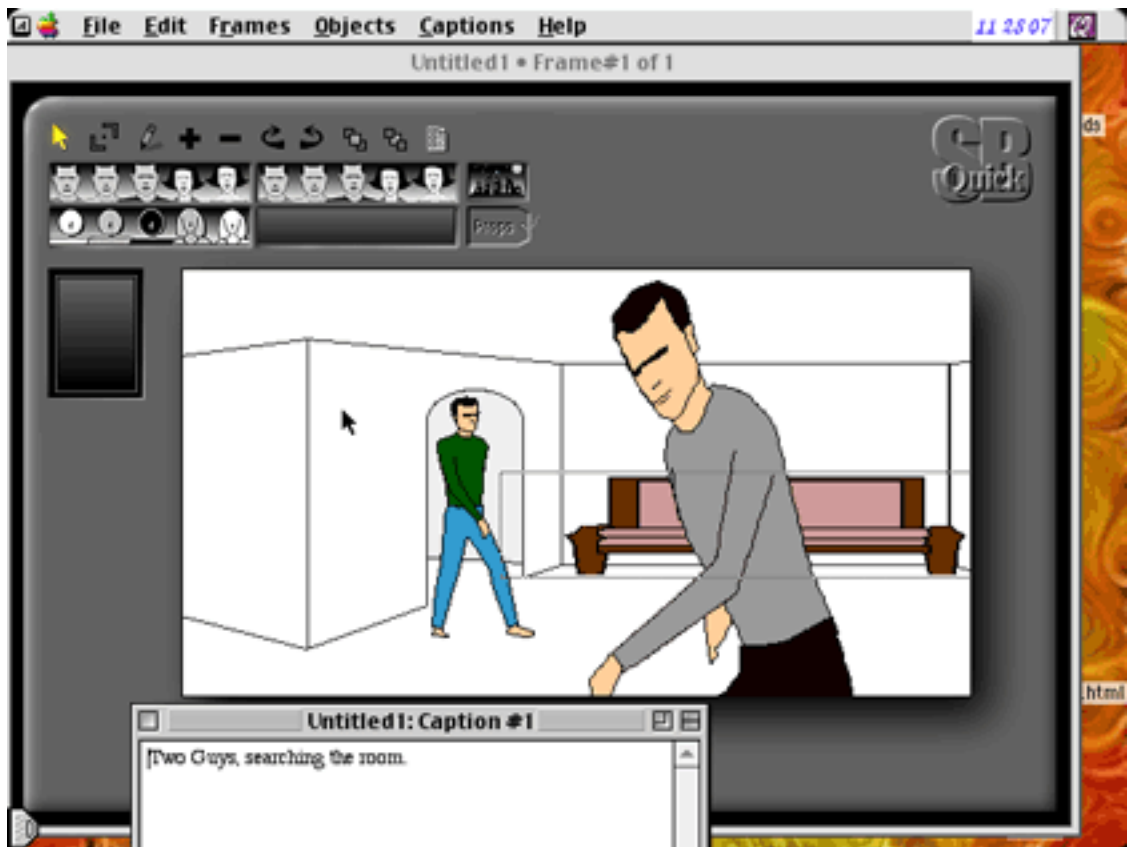 File Edit Frames Objects Captions Help 11 28 07
Untitled1 • Frame#1 of 1
ds
SB
Quick
Props
.html
Untitled1: Caption #1
Two Guys, searching the room.